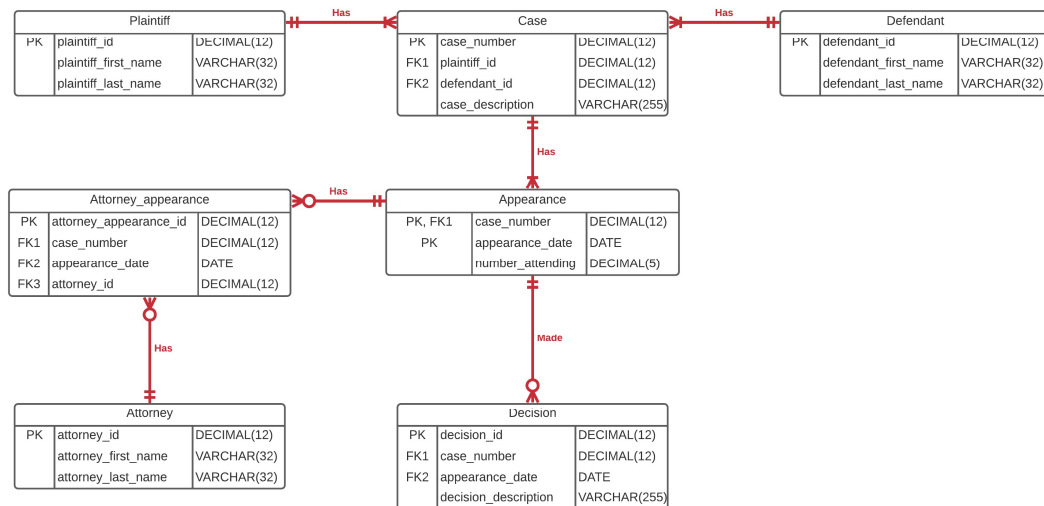 Plaintiff
PK plaintiff_id DECIMAL(12)
plaintiff_first_name VARCHAR(32)
plaintiff_last_name VARCHAR(32)
Has
Case
PK case_number DECIMAL(12)
FK1 plaintiff_id DECIMAL(12)
FK2 defendant_id DECIMAL(12)
case_description VARCHAR(255)
Has
Defendant
PK defendant_id DECIMAL(12)
defendant_first_name VARCHAR(32)
defendant_last_name VARCHAR(32)
Has
Attorney_appearance
PK attorney_appearance_id DECIMAL(12)
FK1 case_number DECIMAL(12)
FK2 appearance_date DATE
FK3 attorney_id DECIMAL(12)
Has
Appearance
PK, FK1 case_number DECIMAL(12)
PK appearance_date DATE
number_attending DECIMAL(5)
Has
Made
Attorney
PK attorney_id DECIMAL(12)
attorney_first_name VARCHAR(32)
attorney_last_name VARCHAR(32)
Decision
PK decision_id DECIMAL(12)
FK1 case_number DECIMAL(12)
FK2 appearance_date DATE
decision_description VARCHAR(255)